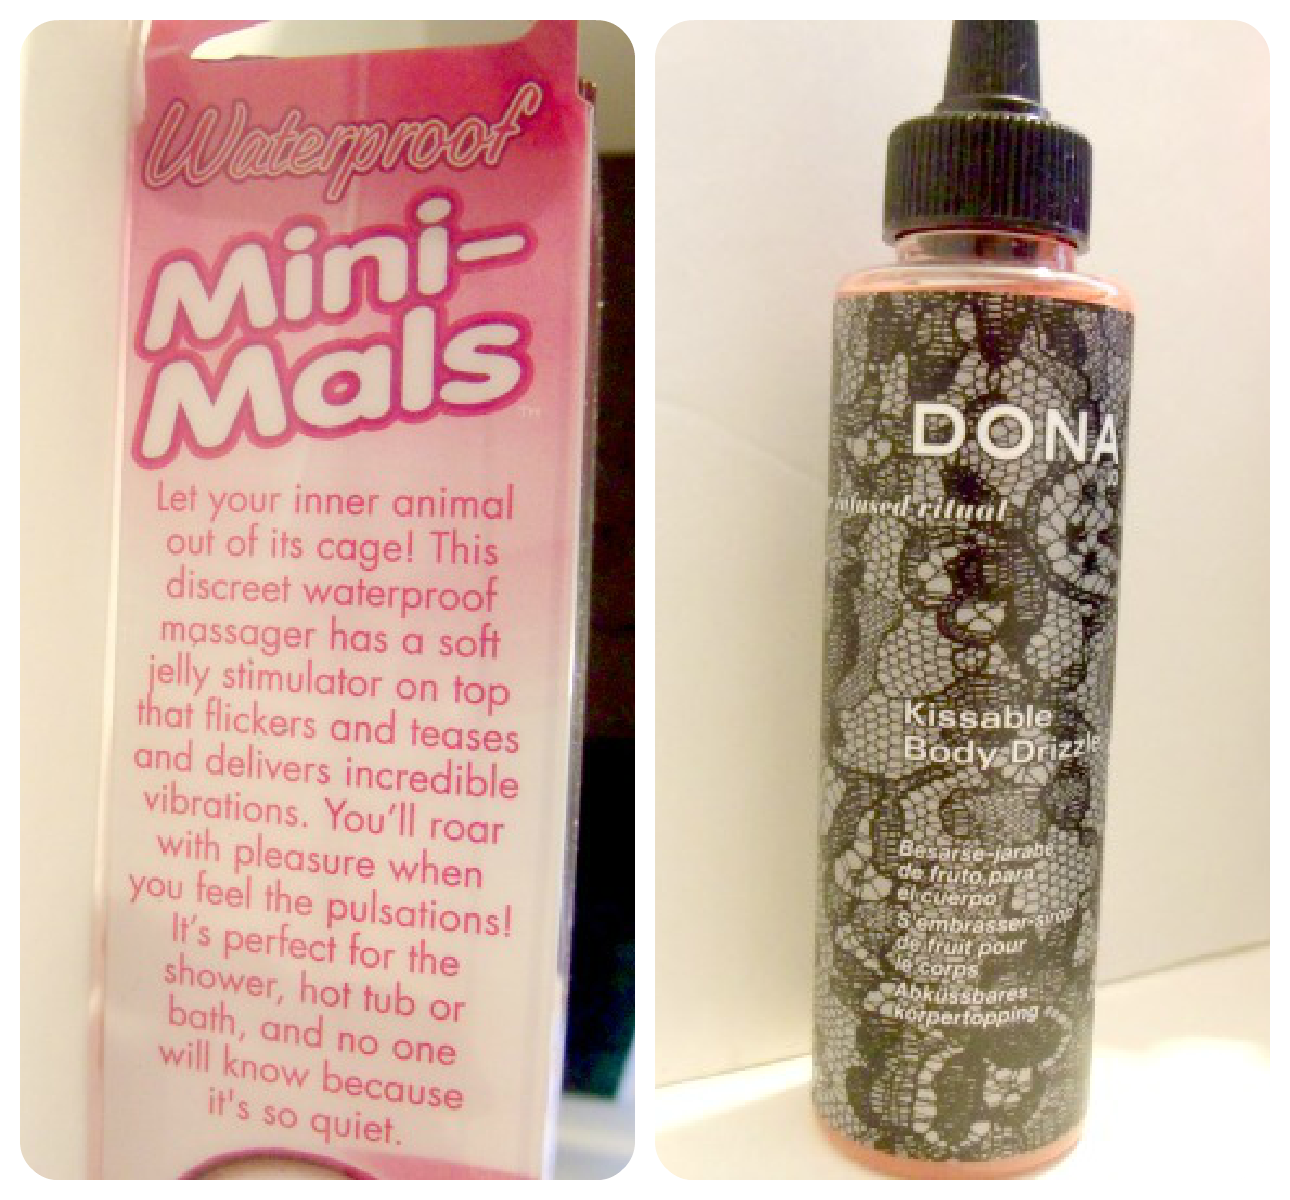 Waterproof
Mini-
Mals™
Let your inner animal
out of its cage! This
discreet waterproof
massager has a soft
jelly stimulator on top
that flickers and teases
and delivers incredible
vibrations. You'll roar
with pleasure when
you feel the pulsations!
It's perfect for the
shower, hot tub or
bath, and no one
will know because
it's so quiet.
DONA
infused ritual
Kissable
Body Drizzle
Besarse-jarabe
de fruto para
el cuerpo
S'embrasser-sirop
de fruit pour
le corps
Abküssbares
körpertopping